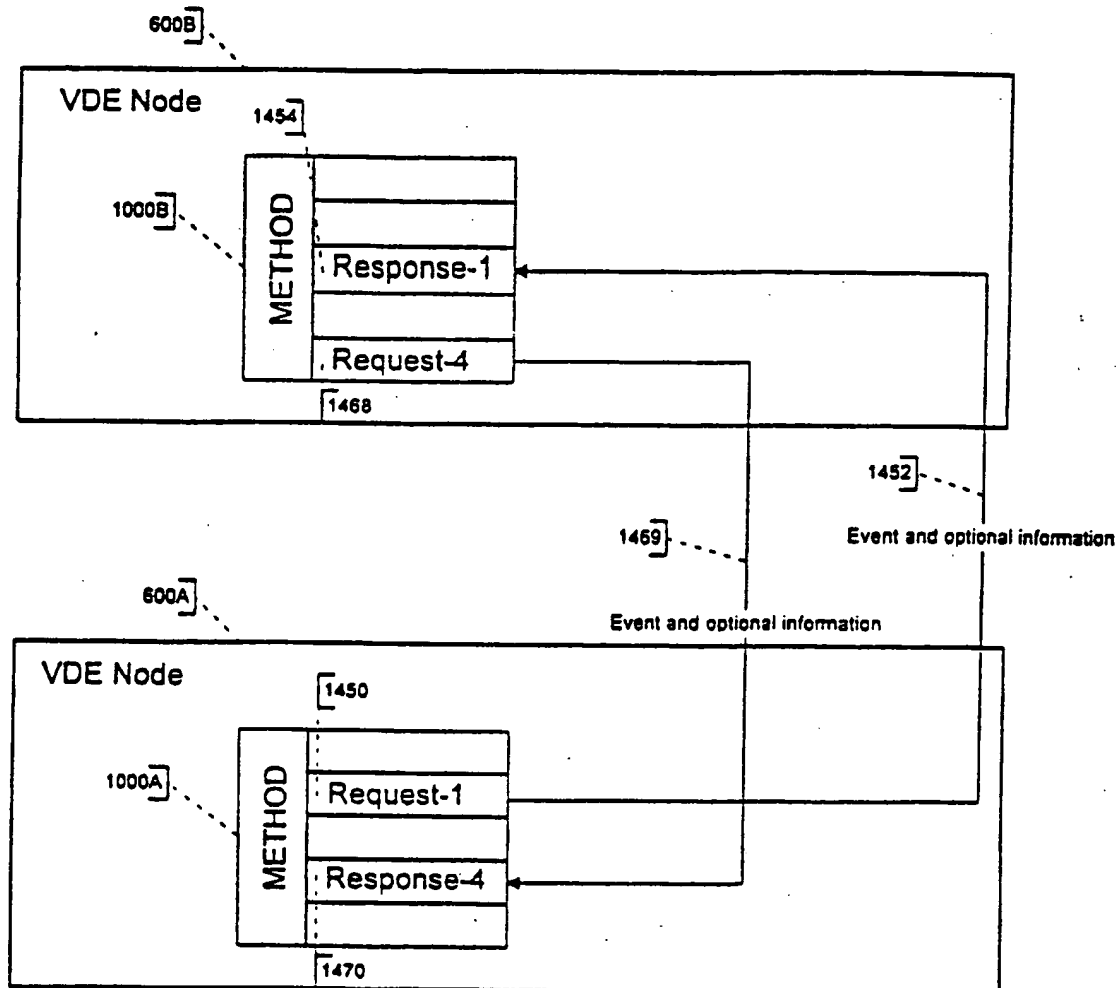 600B
VDE Node
1454
1000B
METHOD
Response-1
Request-4
1468
1452
Event and optional information
1469
600A
Event and optional information
VDE Node
1450
1000A
METHOD
Request-1
Response-4
1470